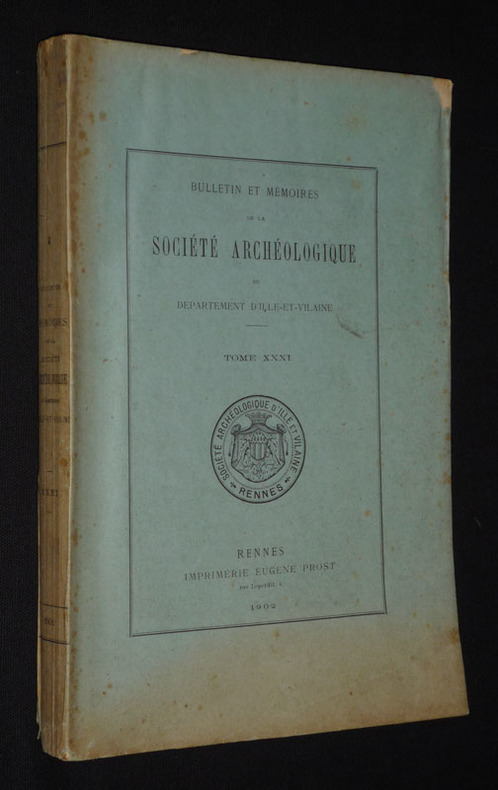 BULLETIN ET MÉMOIRES
DE LA
SOCIÉTÉ ARCHÉOLOGIQUE
DU
DÉPARTEMENT D'ILLE-ET-VILAINE
TOME XXXI
SOCIÉTÉ ARCHÉOLOGIQUE D'ILLE ET VILAINE
RENNES
RENNES
IMPRIMERIE EUGÈNE PROST
1902